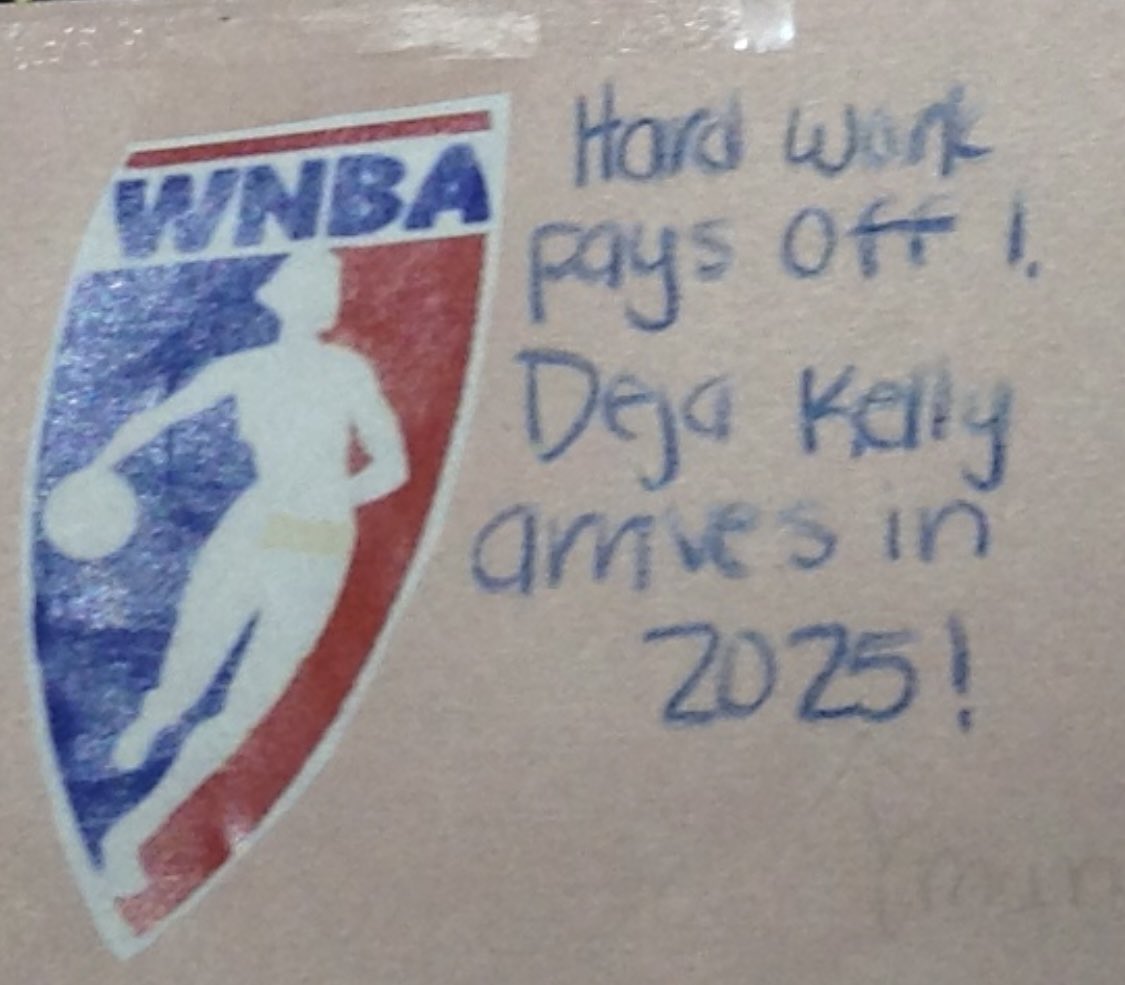 WNBA
Hard work
pays off !
Deja Kelly
arrives in
2025!